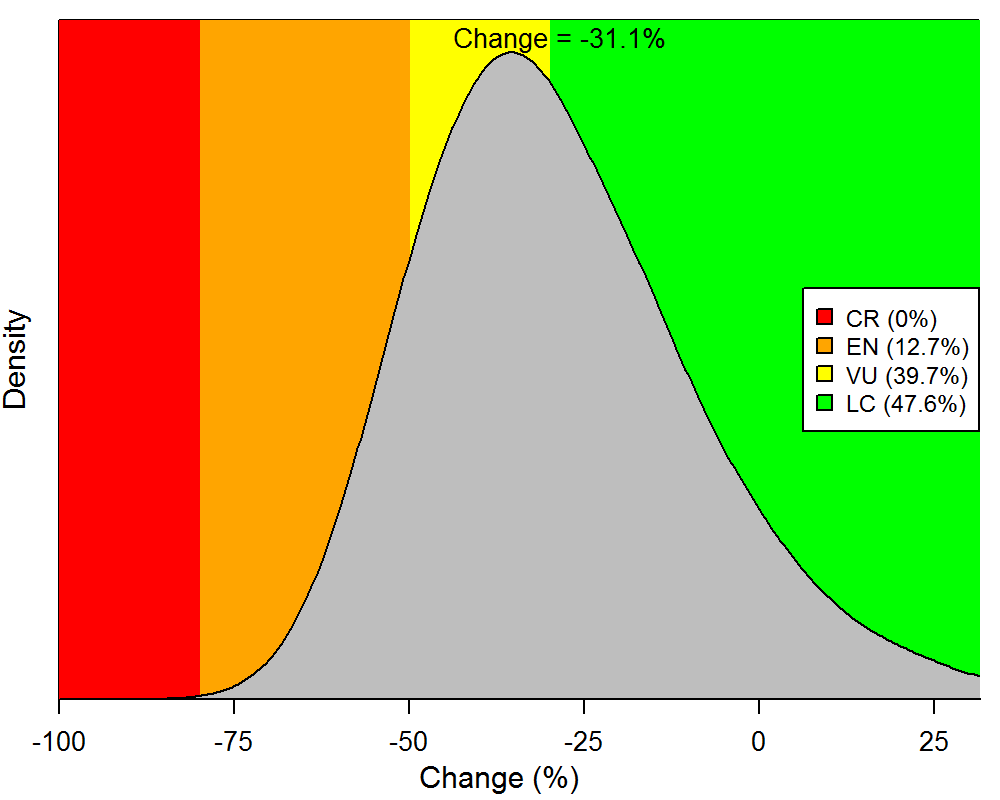 Change = -31.1%
Density
CR (0%)
EN (12.7%)
VU (39.7%)
LC (47.6%)
-100 -75 -50 -25 0 25
Change (%)